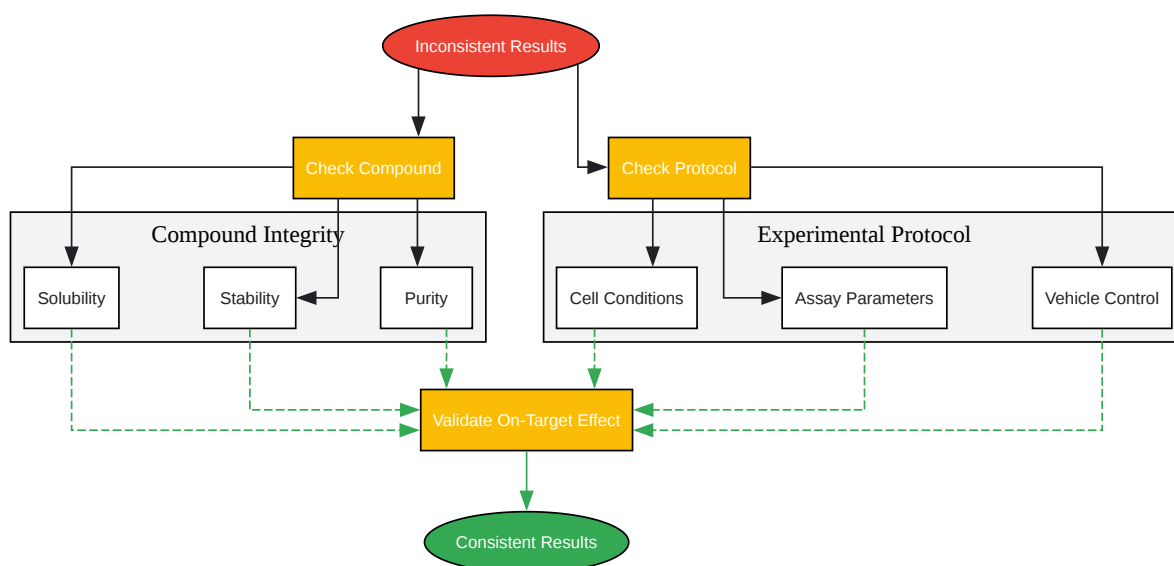 Inconsistent Results
Check Compound
Check Protocol
Compound Integrity
Experimental Protocol
Solubility
Stability
Purity
Cell Conditions
Assay Parameters
Vehicle Control
Validate On-Target Effect
Consistent Results